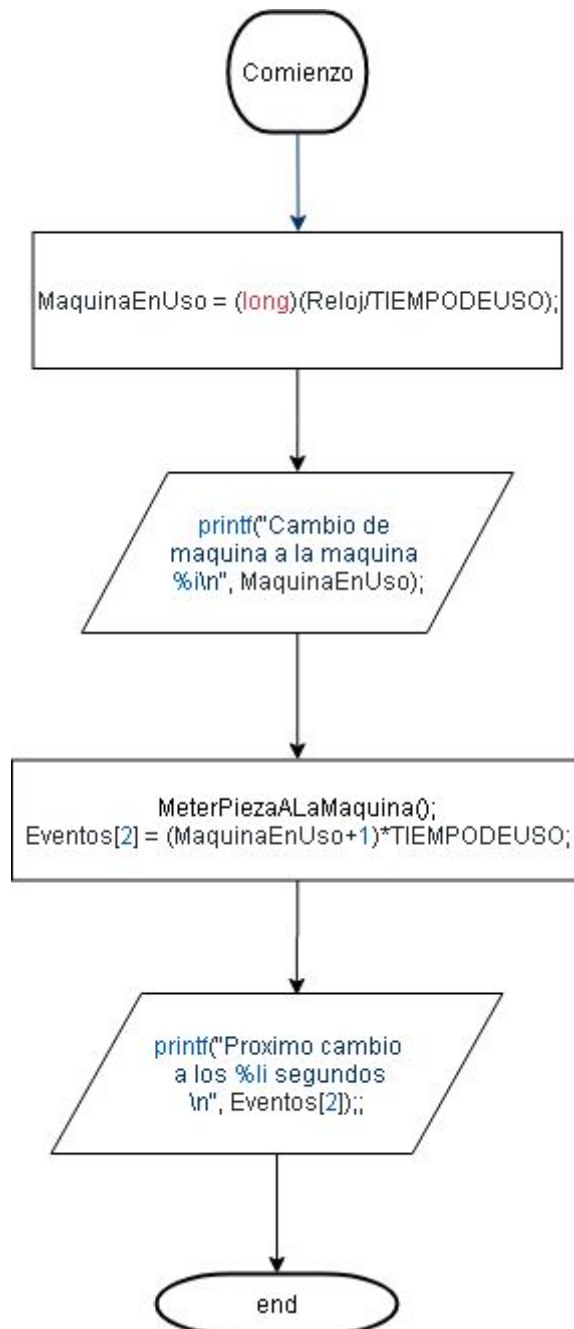 Comienzo
MaquinaEnUso = (long)(Reloj/TIEMPODEUSO);
printf("Cambio de
maquina a la maquina
%i\n", MaquinaEnUso);
MeterPiezaALaMaquina();
Eventos[2] = (MaquinaEnUso+1)*TIEMPODEUSO;
printf("Proximo cambio
a los %li segundos
\n", Eventos[2]);;
end